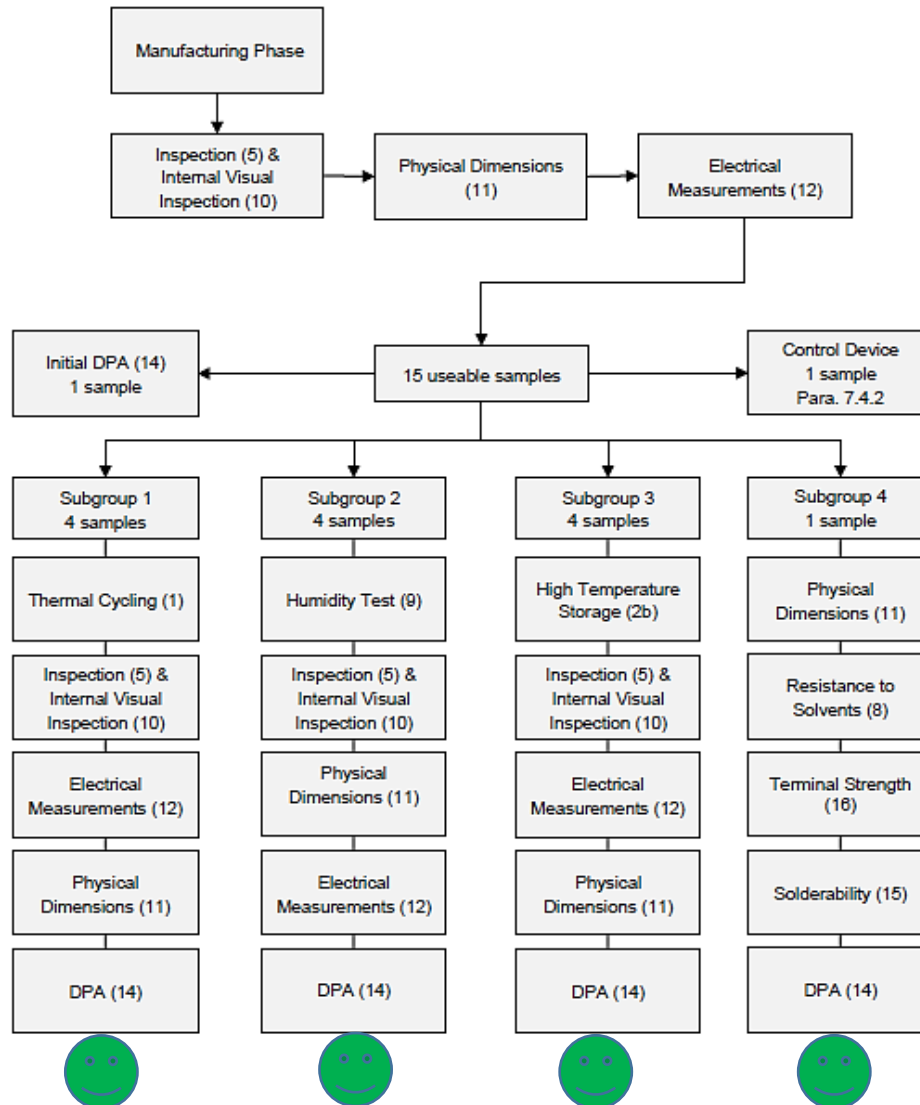 Manufacturing Phase
Inspection (5) &
Internal Visual
Inspection (10)
Physical Dimensions
(11)
Electrical
Measurements (12)
Initial DPA (14)
1 sample
15 useable samples
Control Device
1 sample
Para. 7.4.2
Subgroup 1
4 samples
Thermal Cycling (1)
Inspection (5) &
Internal Visual
Inspection (10)
Electrical
Measurements (12)
Physical
Dimensions (11)
DPA (14)
Subgroup 2
4 samples
Humidity Test (9)
Inspection (5) &
Internal Visual
Inspection (10)
Physical
Dimensions (11)
Electrical
Measurements (12)
DPA (14)
Subgroup 3
4 samples
High Temperature
Storage (2b)
Inspection (5) &
Internal Visual
Inspection (10)
Electrical
Measurements (12)
Physical
Dimensions (11)
DPA (14)
Subgroup 4
1 sample
Physical
Dimensions (11)
Resistance to
Solvents (8)
Terminal Strength
(16)
Solderability (15)
DPA (14)